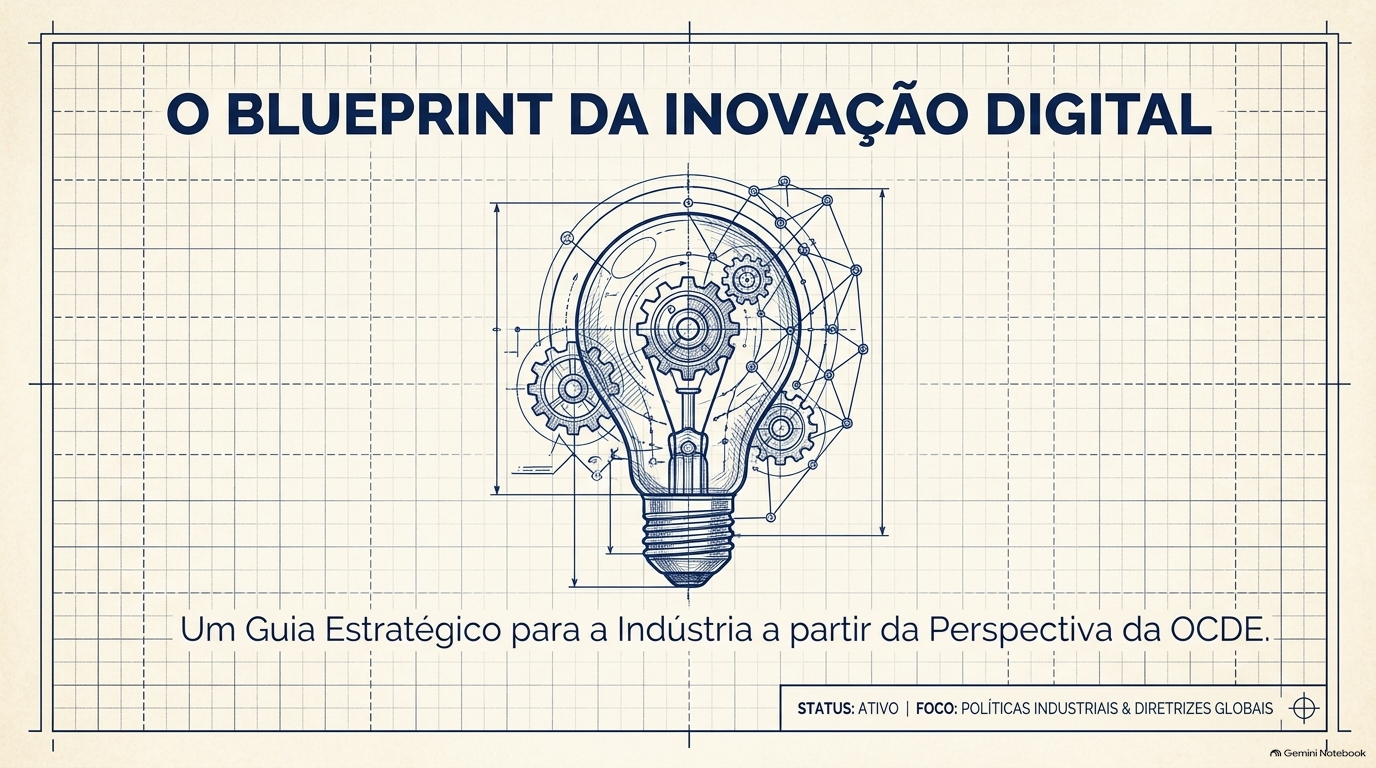 O BLUEPRINT DA INOVAÇÃO DIGITAL
Um Guia Estratégico para a Indústria a partir da Perspectiva da OCDE.
STATUS: ATIVO | FOCO: POLÍTICAS INDUSTRIAIS & DIRETRIZES GLOBAIS
Gemini Notebook